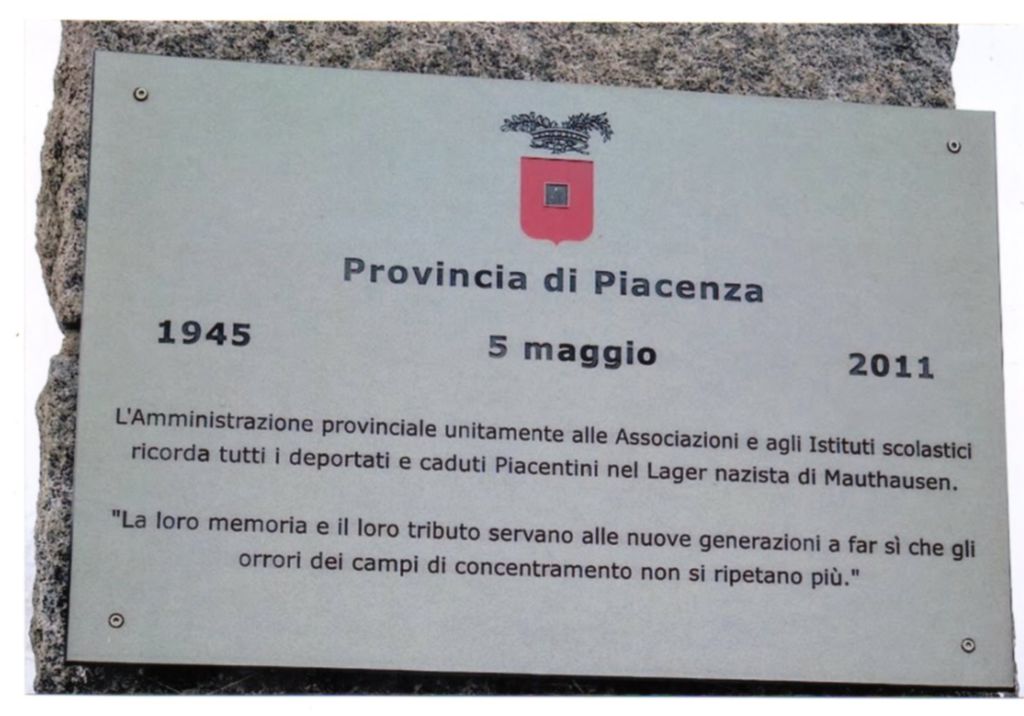 Provincia di Piacenza
1945 5 maggio 2011
L'Amministrazione provinciale unitamente alle Associazioni e agli Istituti scolastici
ricorda tutti i deportati e caduti Piacentini nel Lager nazista di Mauthausen.
"La loro memoria e il loro tributo servano alle nuove generazioni a far sì che gli
orrori dei campi di concentramento non si ripetano più."